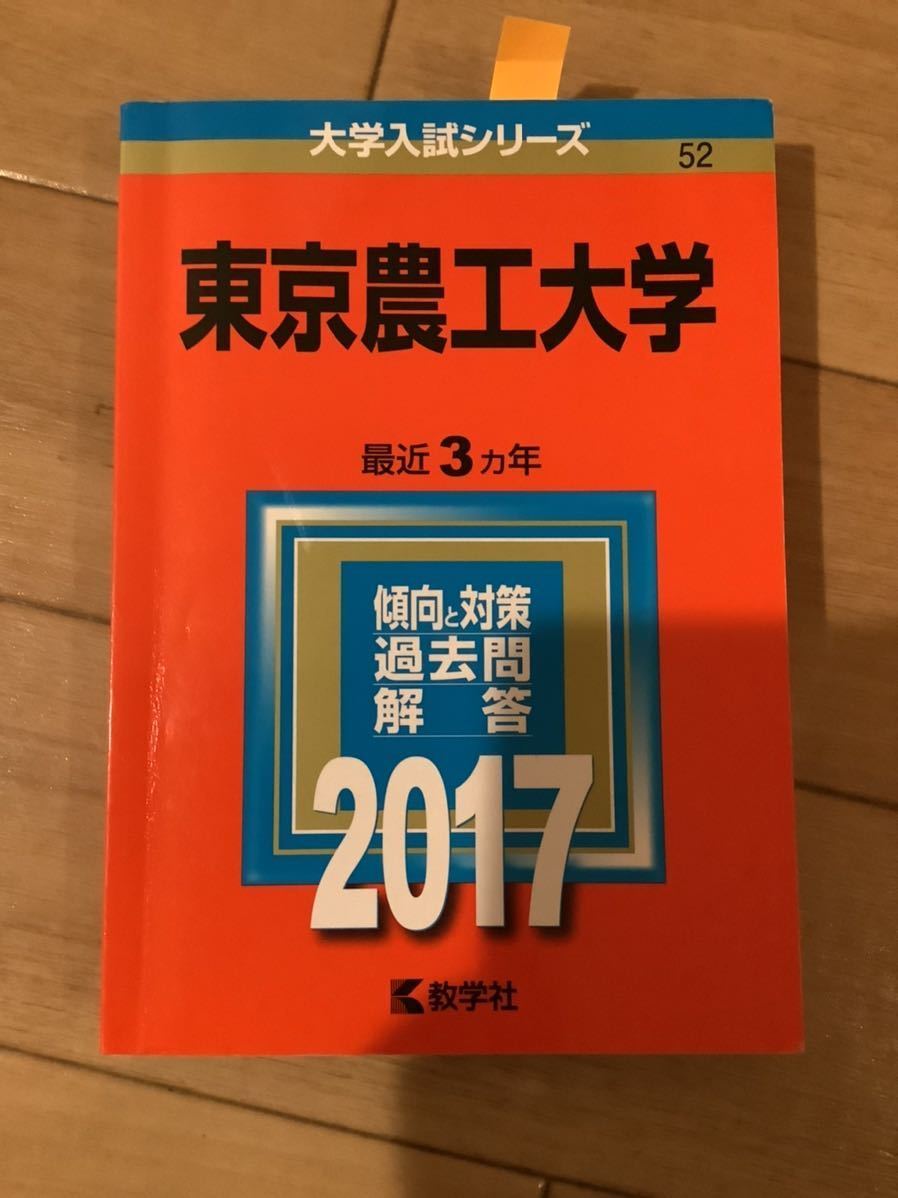 大学入試シリーズ
52
東京農工大学
最近3カ年
傾向と対策
過去問
解答
2017
教学社